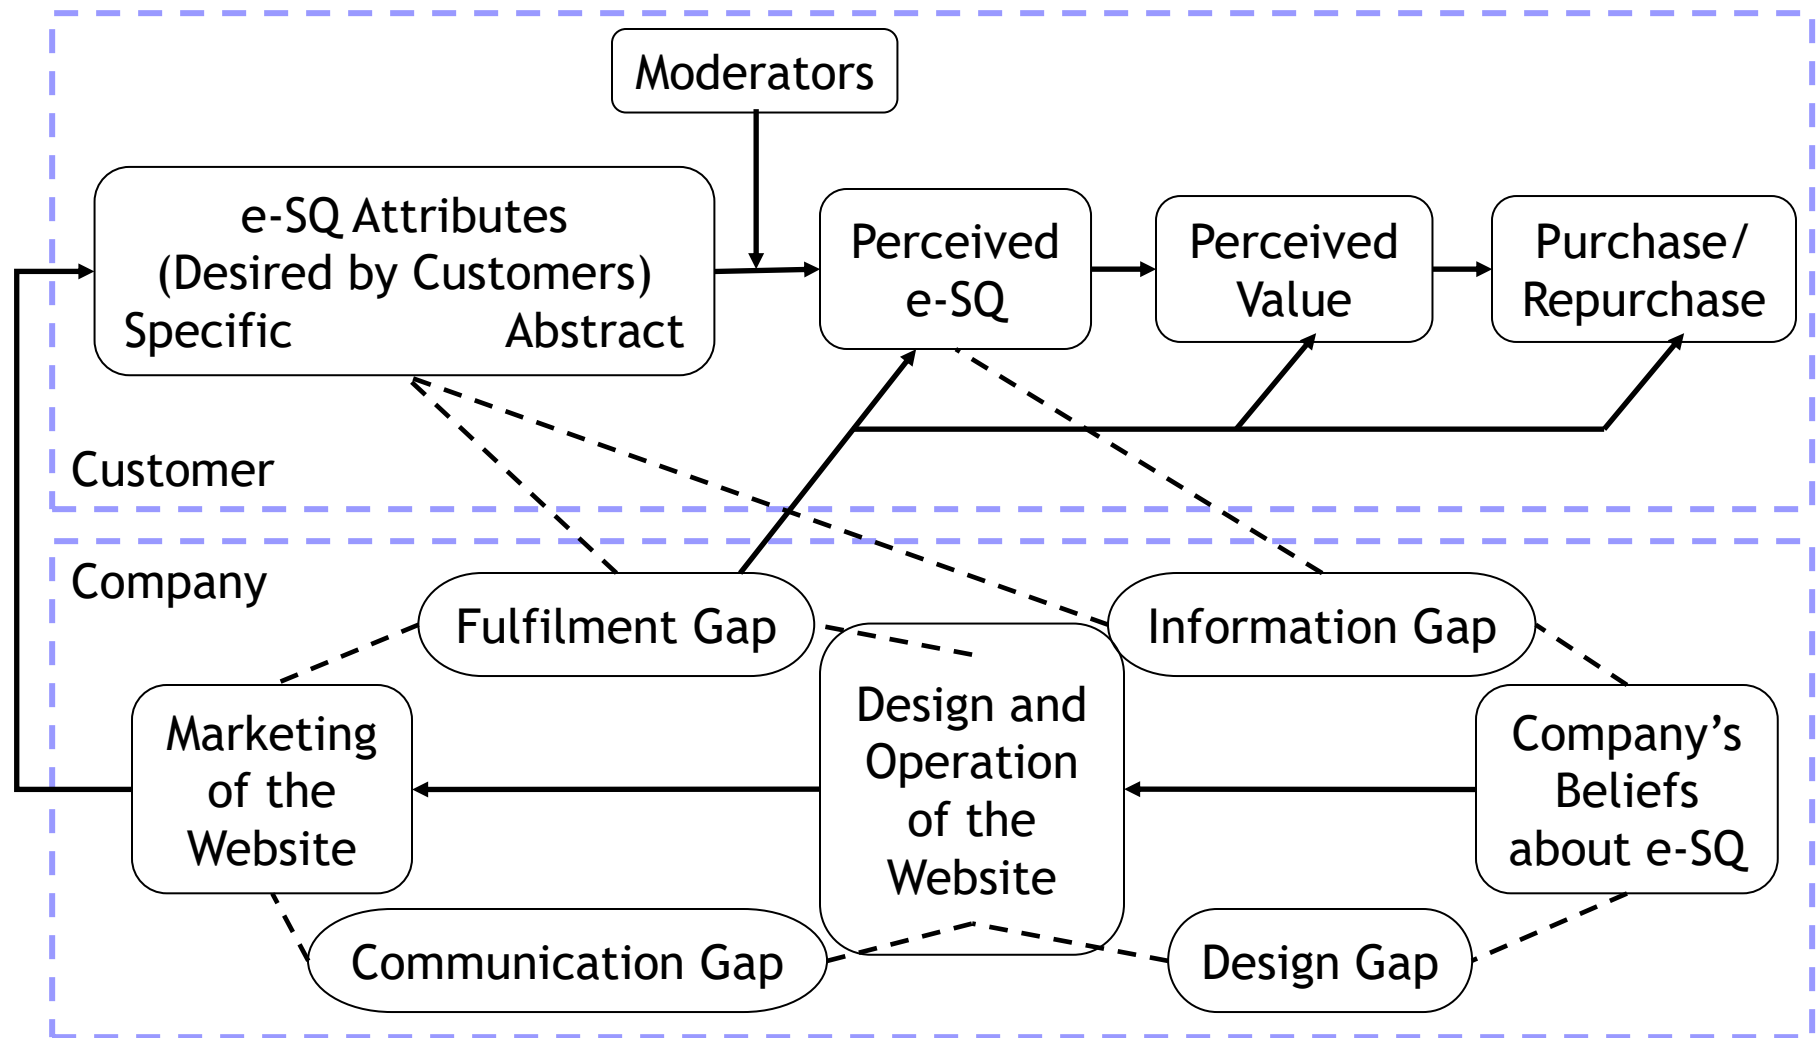 Moderators
e-SQ Attributes
(Desired by Customers)
Specific Abstract
Perceived
e-SQ
Perceived
Value
Purchase/
Repurchase
Customer
Company
Fulfilment Gap
Information Gap
Marketing
of the
Website
Design and
Operation
of the
Website
Company’s
Beliefs
about e-SQ
Communication Gap
Design Gap